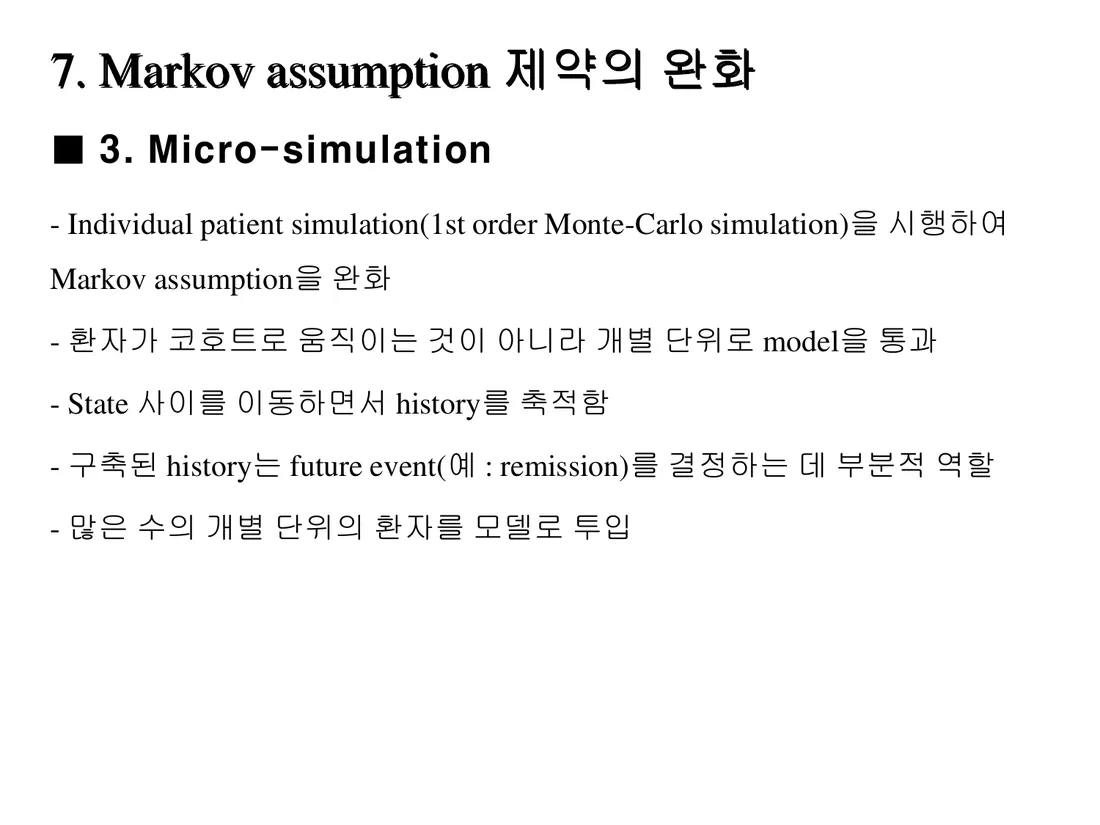 7. Markov assumption 제약의 완화
■ 3. Micro-simulation
- Individual patient simulation(1st order Monte-Carlo simulation)을 시행하여
Markov assumption을 완화
- 환자가 코호트로 움직이는 것이 아니라 개별 단위로 model을 통과
- State 사이를 이동하면서 history를 축적함
- 구축된 history는 future event(예 : remission)를 결정하는 데 부분적 역할
- 많은 수의 개별 단위의 환자를 모델로 투입